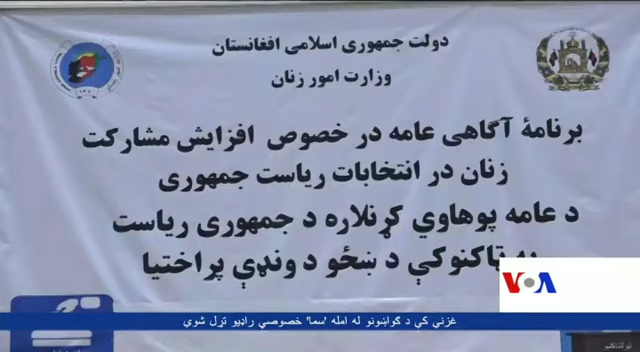 دولت جمهوری اسلامی افغانستان
وزارت امور زنان
برنامهٔ آگاهی عامه در خصوص افزایش مشارکت
زنان در انتخابات ریاست جمهوری
د عامه پوهاوي کړنلاره د جمهوري ریاست
په ټاکنوکې د ښځو د ونډې پراختیا
VOA
غزني کې د ګواښونو له امله 'سما' خصوصي راډیو تړل شوې